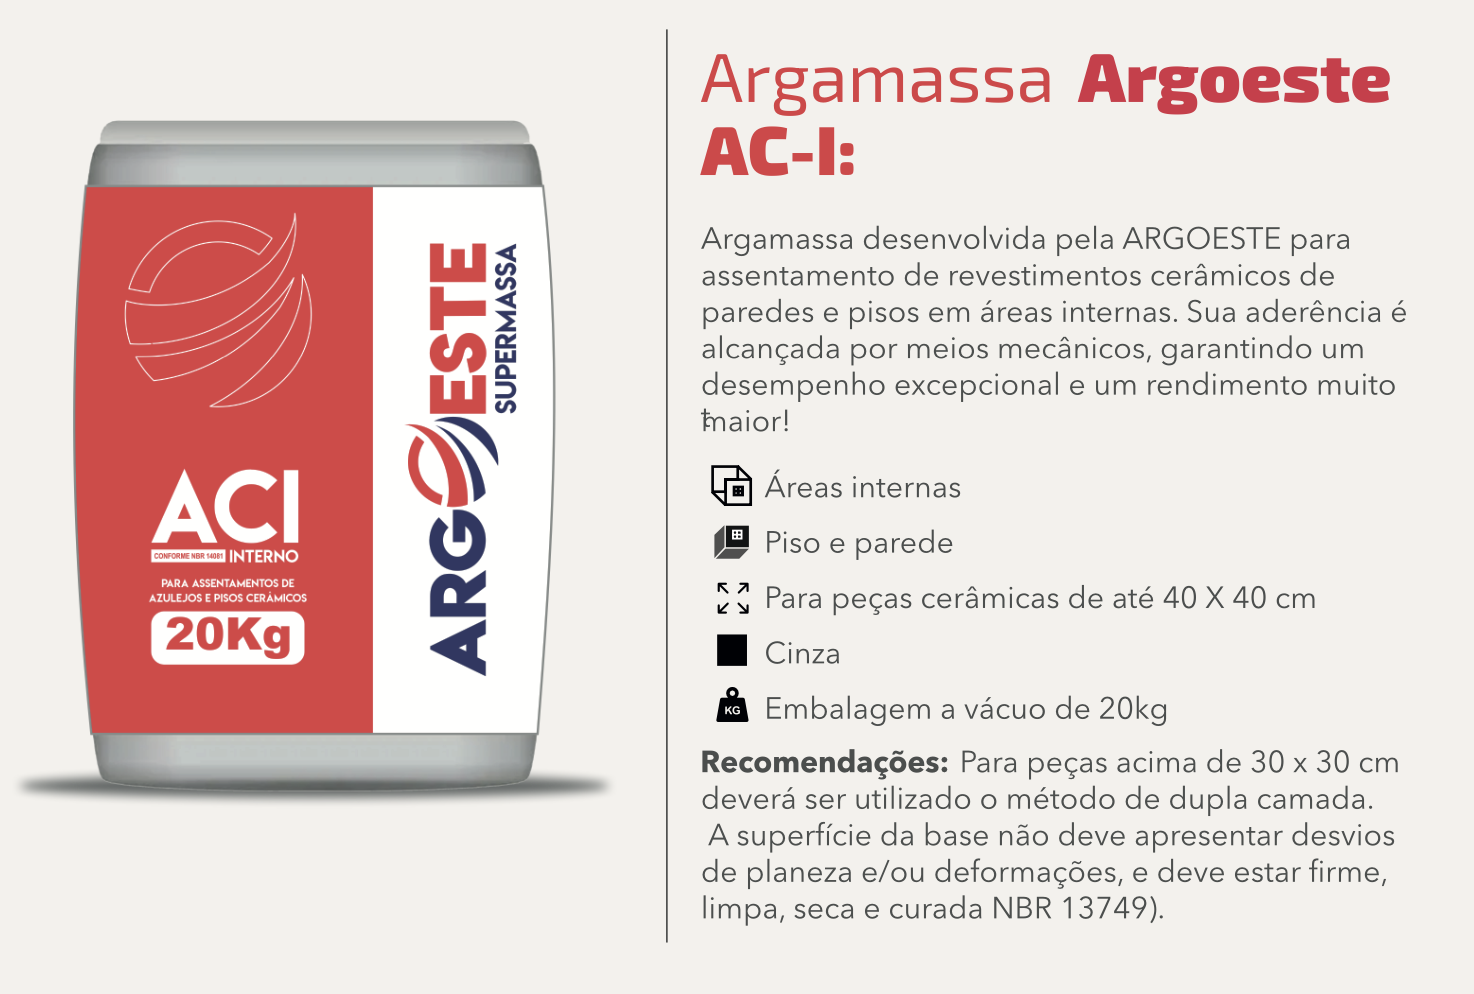 ACI
CONFORME NBR 14081 INTERNO
PARA ASSENTAMENTOS DE
AZULEJOS E PISOS CERÂMICOS
20Kg
ARGOESTE
SUPERMASSA
Argamassa Argoeste
AC-I:
Argamassa desenvolvida pela ARGOESTE para
assentamento de revestimentos cerâmicos de
paredes e pisos em áreas internas. Sua aderência é
alcançada por meios mecânicos, garantindo um
desempenho excepcional e um rendimento muito
maior!
Áreas internas
Piso e parede
Para peças cerâmicas de até 40 X 40 cm
Cinza
KG
Embalagem a vácuo de 20kg
Recomendações: Para peças acima de 30 x 30 cm
deverá ser utilizado o método de dupla camada.
A superfície da base não deve apresentar desvios
de planeza e/ou deformações, e deve estar firme,
limpa, seca e curada NBR 13749).